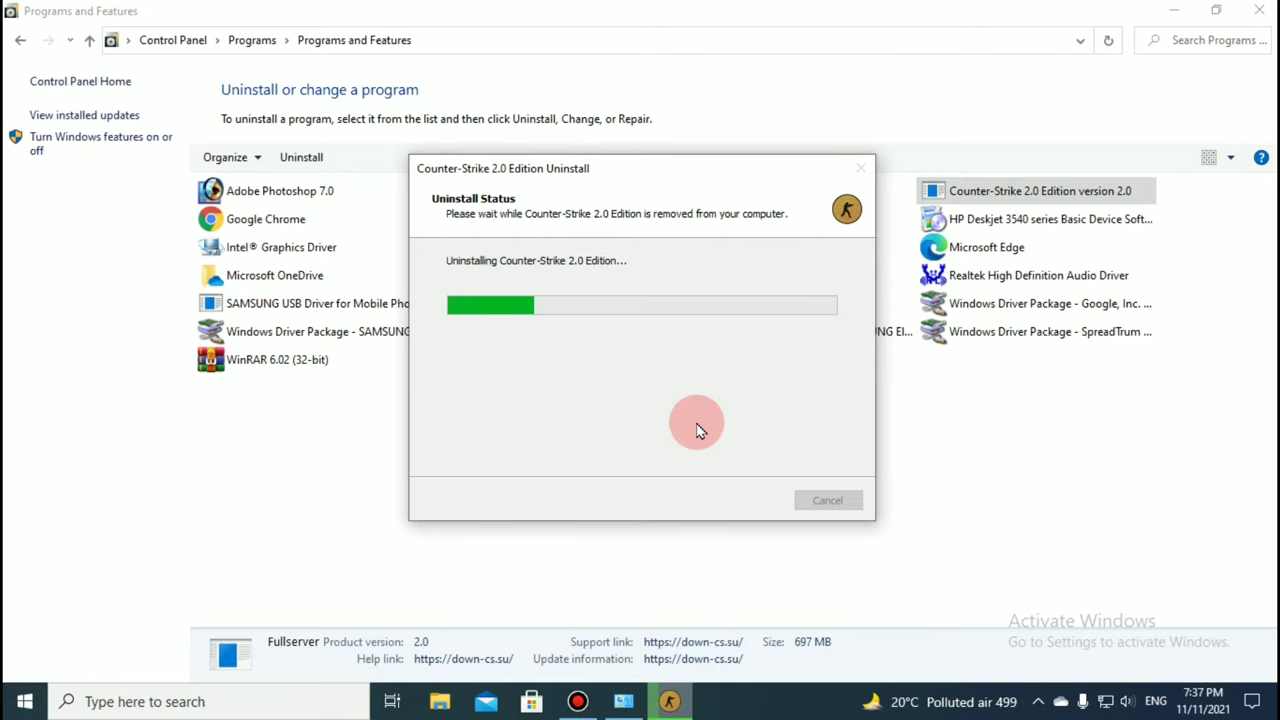 Programs and Features
Control Panel > Programs > Programs and Features
Search Programs ...
Control Panel Home
View installed updates
Turn Windows features on or
off
Uninstall or change a program
To uninstall a program, select it from the list and then click Uninstall, Change, or Repair.
Organize
Uninstall
Adobe Photoshop 7.0
Google Chrome
Intel® Graphics Driver
Microsoft OneDrive
SAMSUNG USB Driver for Mobile Pho
Windows Driver Package - SAMSUNG
WinRAR 6.02 (32-bit)
Counter-Strike 2.0 Edition Uninstall
Uninstall Status
Please wait while Counter-Strike 2.0 Edition is removed from your computer.
Uninstalling Counter-Strike 2.0 Edition...
Cancel
NG El...
Counter-Strike 2.0 Edition version 2.0
HP Deskjet 3540 series Basic Device Soft...
Microsoft Edge
Realtek High Definition Audio Driver
Windows Driver Package - Google, Inc. ...
Windows Driver Package - SpreadTrum ...
Activate Windows
Go to Settings to activate Windows.
Fullserver Product version: 2.0 Support link: https://down-cs.su/ Size: 697 MB
Help link: https://down-cs.su/ Update information: https://down-cs.su/
Type here to search
20°C Polluted air 499
ENG
7:37 PM
11/11/2021